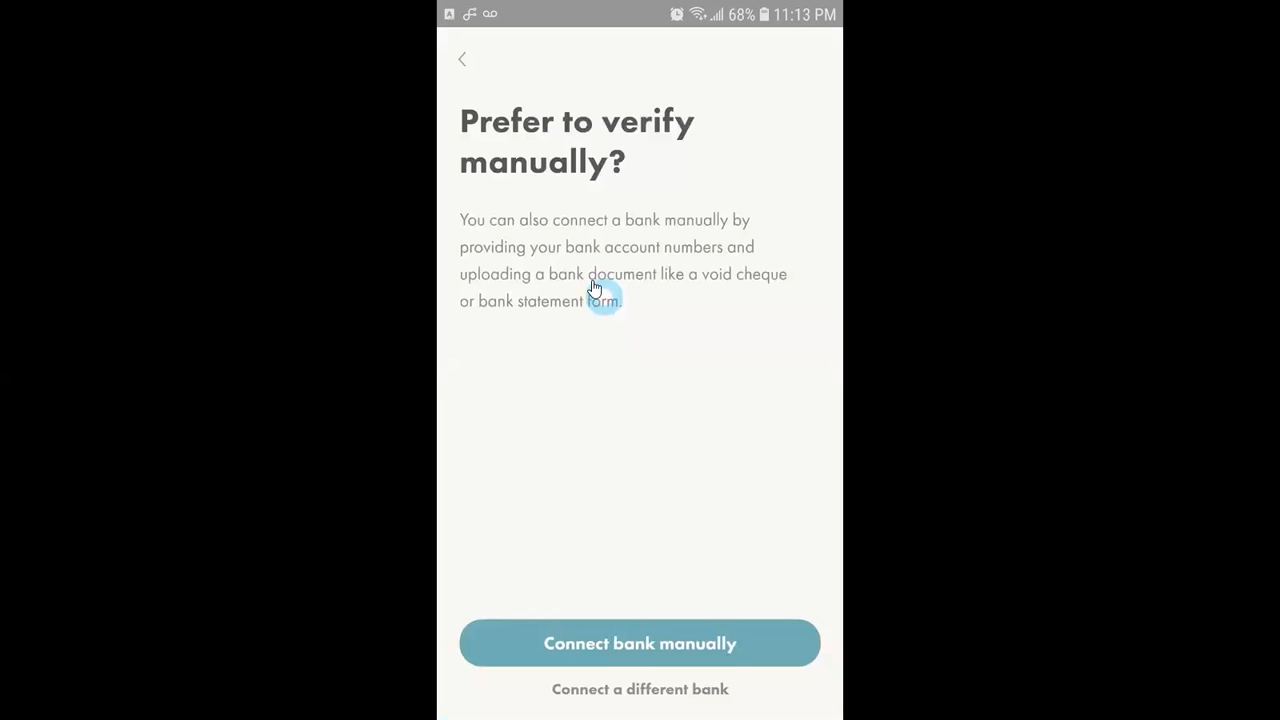 68% 11:13 PM
Prefer to verify
manually?
You can also connect a bank manually by
providing your bank account numbers and
uploading a bank document like a void cheque
or bank statement form.
Connect bank manually
Connect a different bank